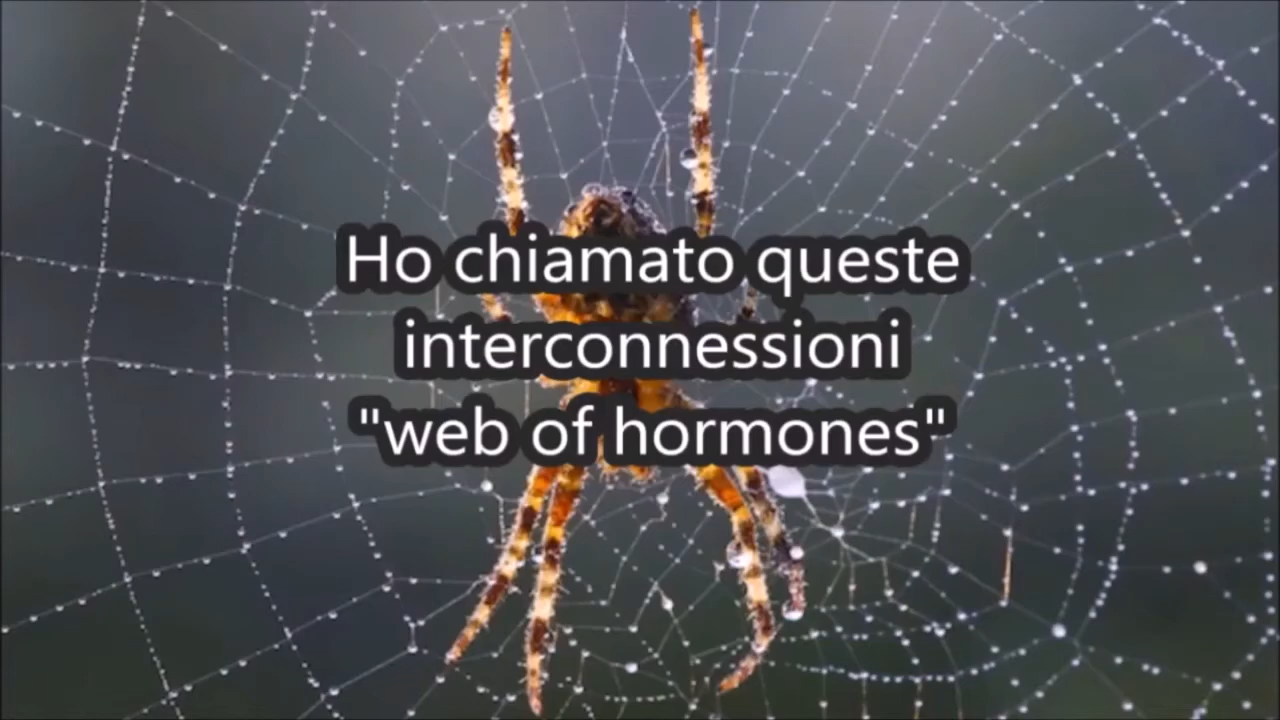 Ho chiamato queste
interconnessioni
"web of hormones"